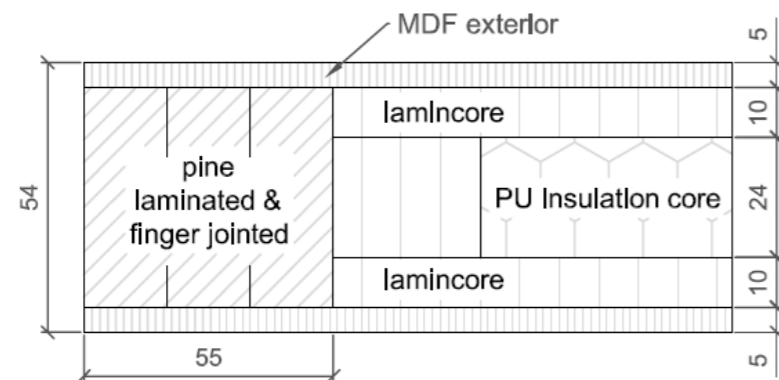 MDF exterior
5
lamincore
10
54
pine
laminated &
finger jointed
PU Insulation core
24
lamincore
10
55
5